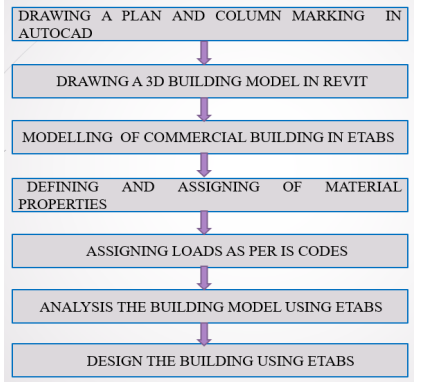 DRAWING A PLAN AND COLUMN MARKING IN
AUTOCAD
DRAWING A 3D BUILDING MODEL IN REVIT
MODELLING OF COMMERCIAL BUILDING IN ETABS
DEFINING AND ASSIGNING OF MATERIAL
PROPERTIES
ASSIGNING LOADS AS PER IS CODES
ANALYSIS THE BUILDING MODEL USING ETABS
DESIGN THE BUILDING USING ETABS